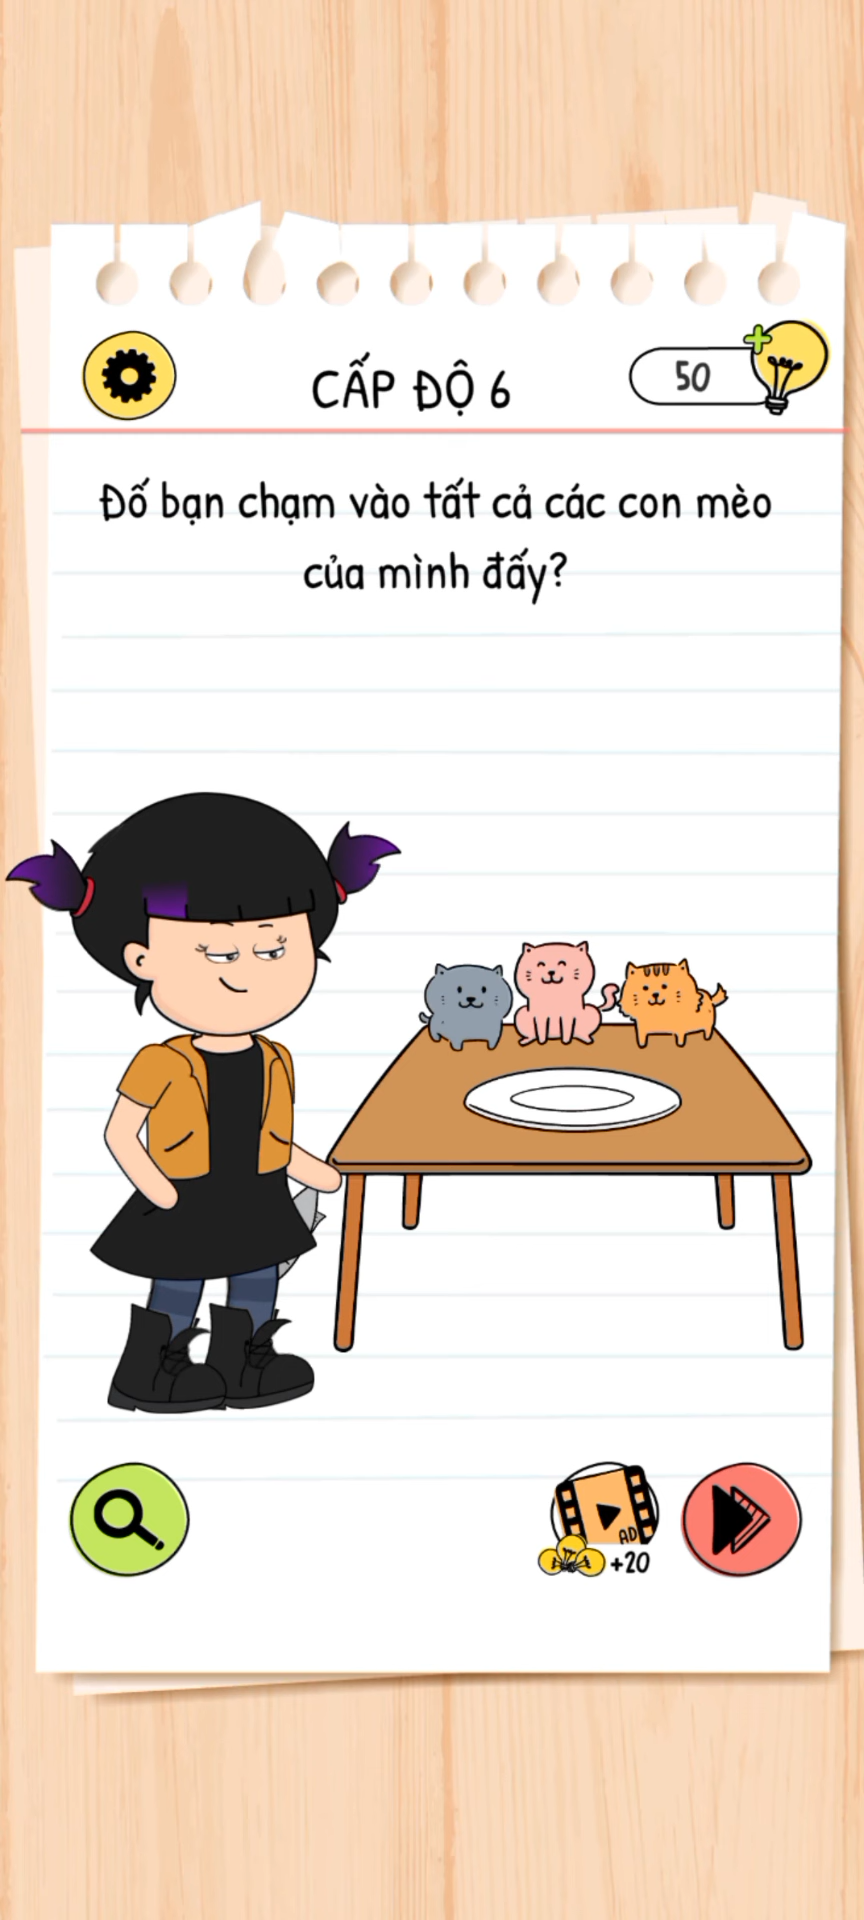 CẤP ĐỘ 6
50
Đố bạn chạm vào tất cả các con mèo
của mình đấy?
AD
+20